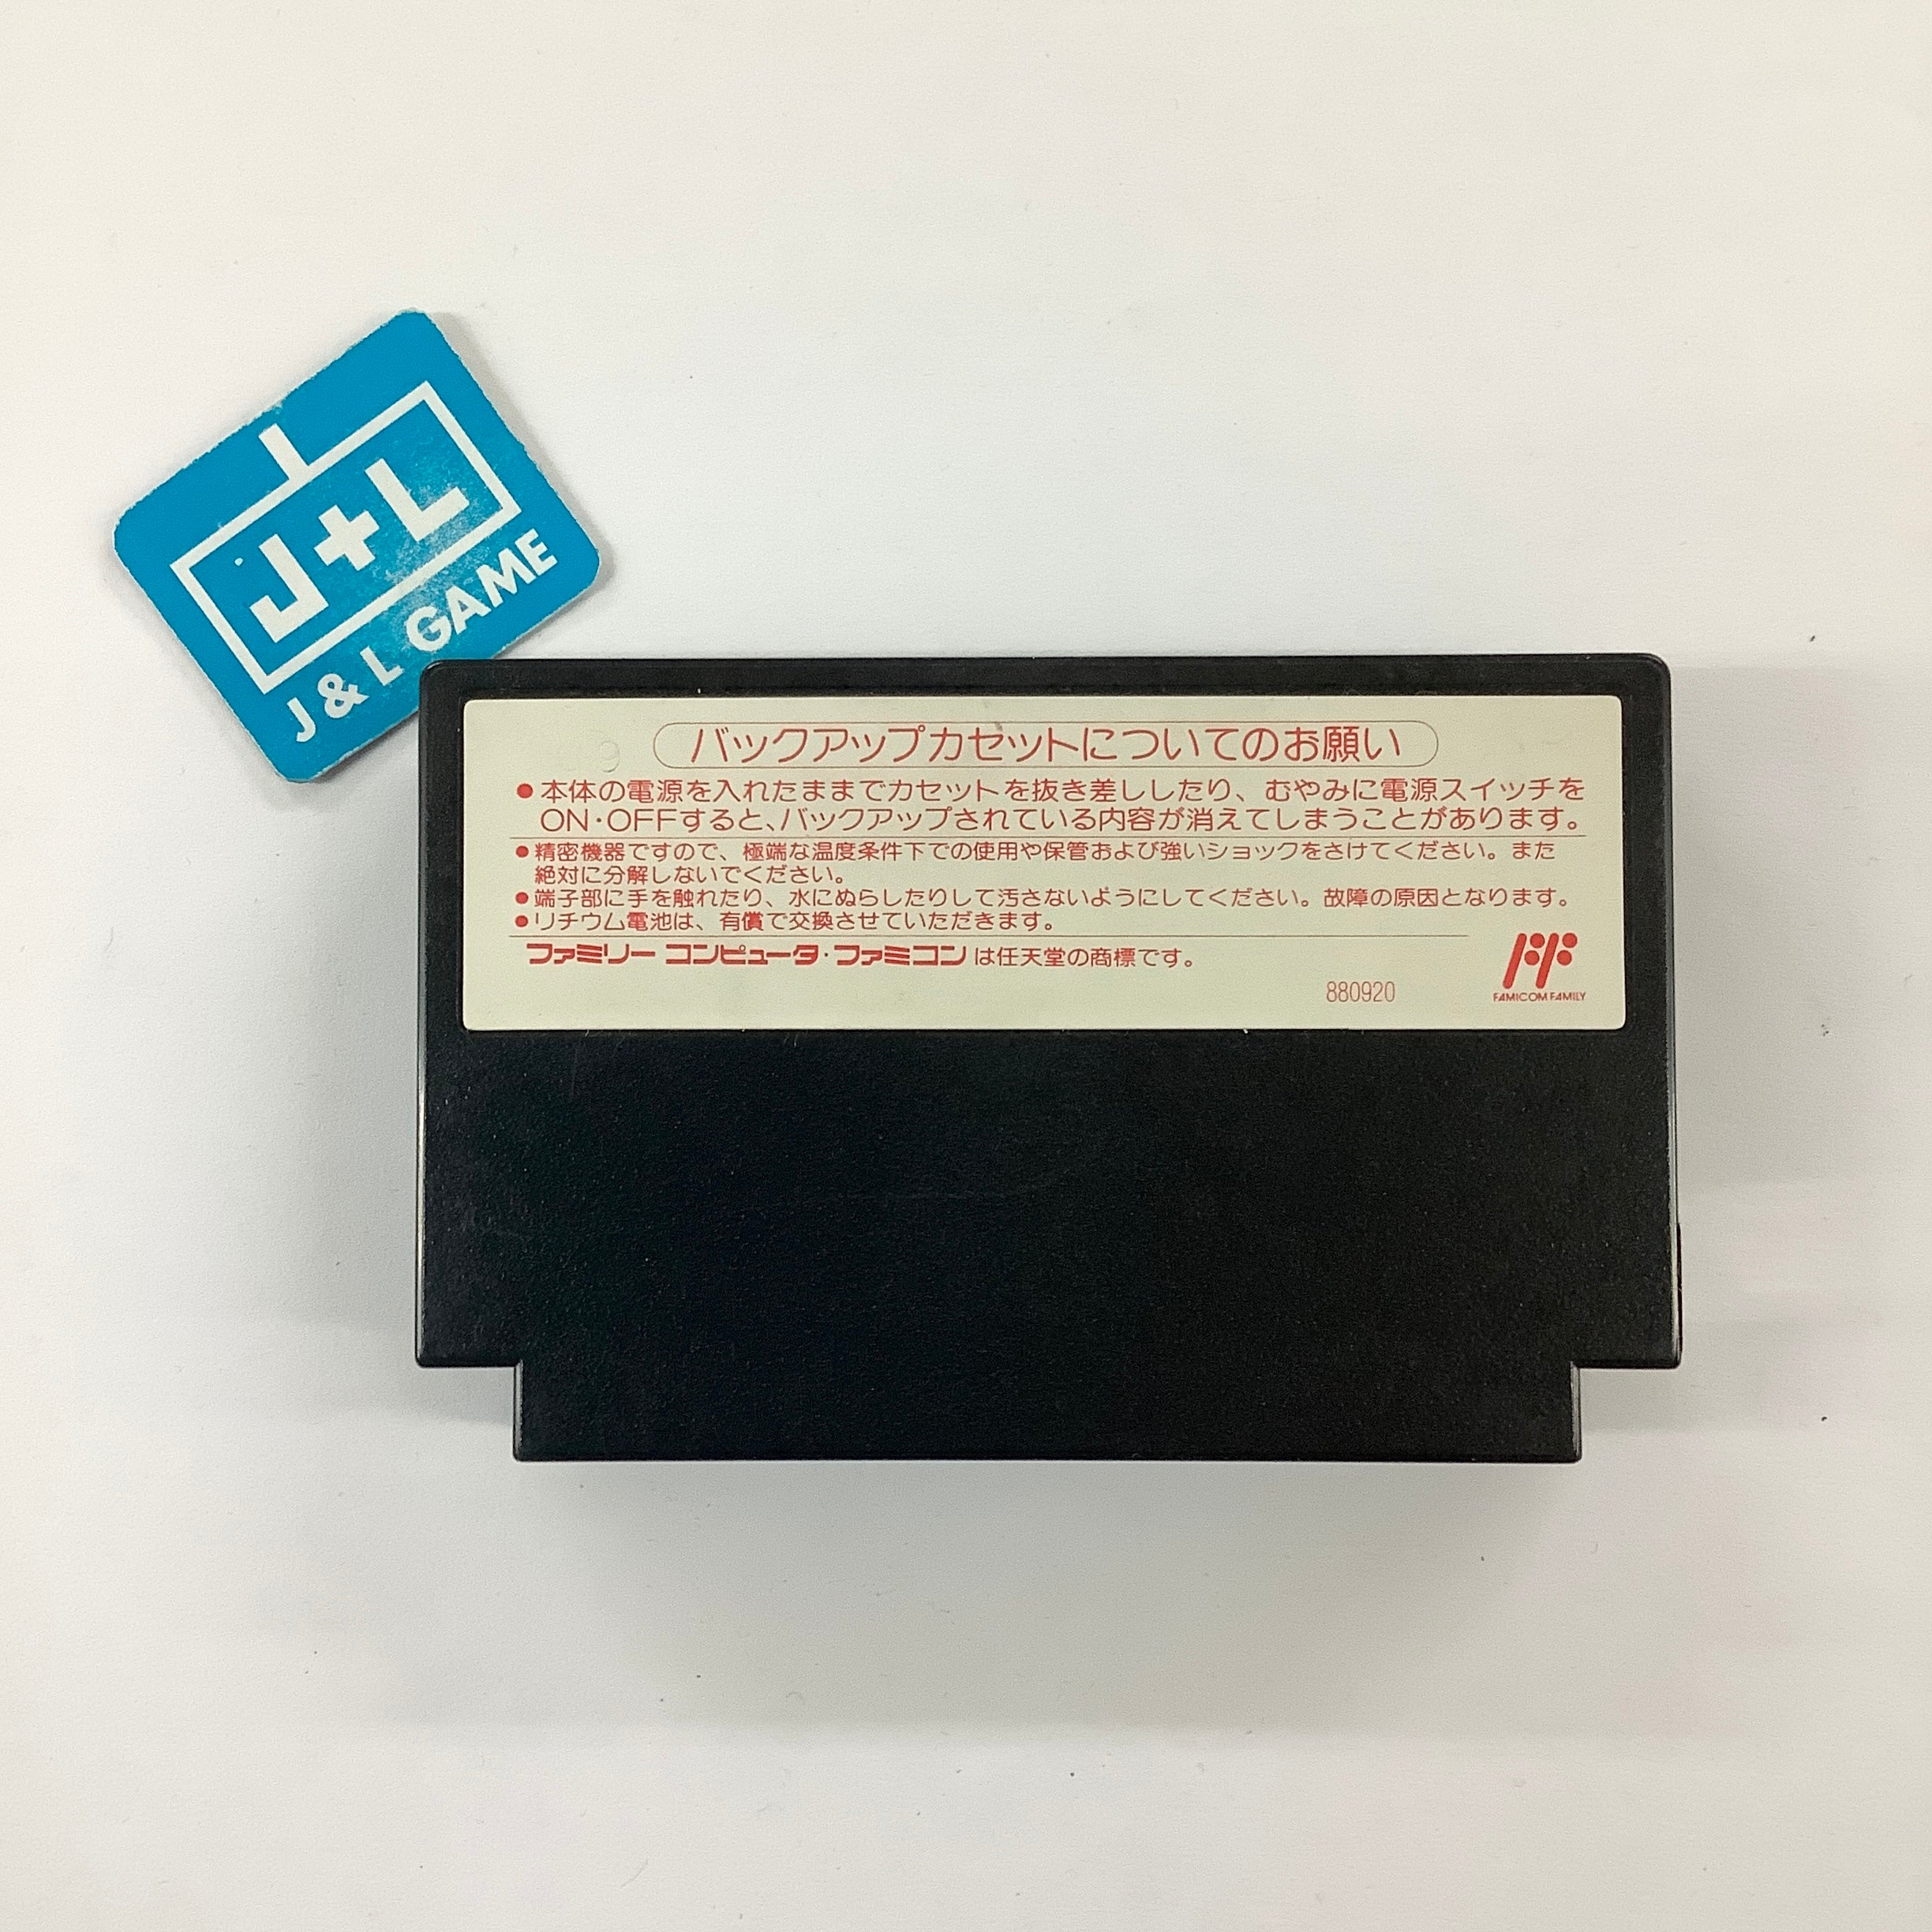 J+L
J & L GAME
バックアップカセットについてのお願い
●本体の電源を入れたままでカセットを抜き差ししたり、むやみに電源スイッチを
ON・OFFすると、バックアップされている内容が消えてしまうことがあります。
●精密機器ですので、極端な温度条件下での使用や保管および強いショックをさけてください。また
絶対に分解しないでください。
●端子部に手を触れたり、水にぬらしたりして汚さないようにしてください。故障の原因となります。
●リチウム電池は、有償で交換させていただきます。
ファミリー コンピュータ・ファミコン は任天堂の商標です。
880920
FAMICOM FAMILY